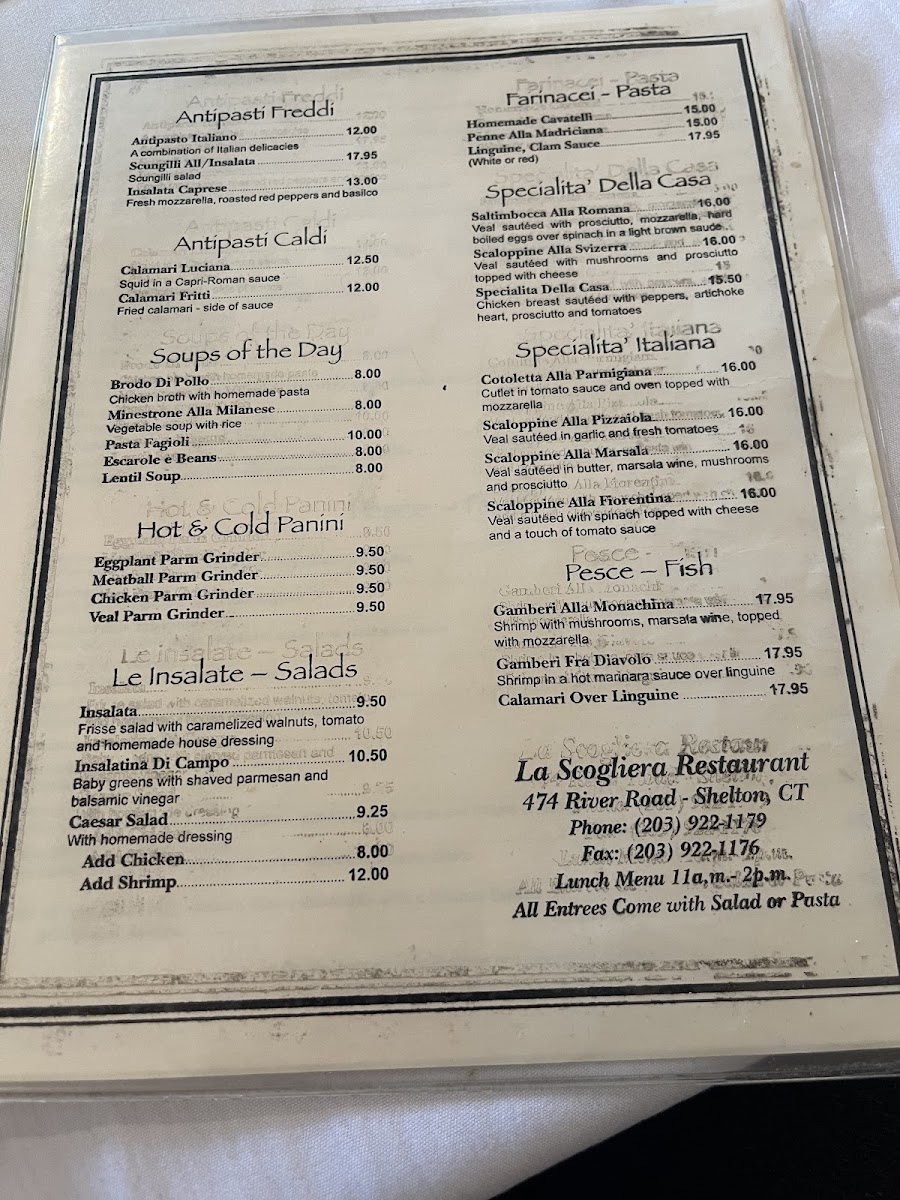 Antipasti Freddi
Antipasto Italiano 12.00
A combination of Italian delicacies
Scungilli All/Insalata 17.95
Scungilli salad
Insalata Caprese 13.00
Fresh mozzarella, roasted red peppers and basilco
Antipasti Caldi
Calamari Luciana 12.50
Squid in a Capri-Roman sauce
Calamari Fritti 12.00
Fried calamari - side of sauce
Soups of the Day
Brodo Di Pollo 8.00
Chicken broth with homemade pasta
Minestrone Alla Milanese 8.00
Vegetable soup with rice
Pasta Fagioli 10.00
Escarole e Beans 8.00
Lentil Soup 8.00
Hot & Cold Panini
Eggplant Parm Grinder 9.50
Meatball Parm Grinder 9.50
Chicken Parm Grinder 9.50
Veal Parm Grinder 9.50
Le Insalate – Salads
Insalata 9.50
Frisse salad with caramelized walnuts, tomato
and homemade house dressing
Insalatina Di Campo 10.50
Baby greens with shaved parmesan and
balsamic vinegar
Caesar Salad 9.25
With homemade dressing
Add Chicken 8.00
Add Shrimp 12.00
Farinacei - Pasta
Homemade Cavatelli 15.00
Penne Alla Madriciana 15.00
Linguine, Clam Sauce 17.95
(White or red)
Specialita' Della Casa
Saltimbocca Alla Romana 16.00
Veal sautéed with prosciutto, mozzarella, hard
boiled eggs over spinach in a light brown sauce
Scaloppine Alla Svizerra 16.00
Veal sautéed with mushrooms and prosciutto
topped with cheese
Specialita Della Casa 15.50
Chicken breast sautéed with peppers, artichoke
heart, prosciutto and tomatoes
Specialita' Italiana
Cotoletta Alla Parmigiana 16.00
Cutlet in tomato sauce and oven topped with
mozzarella
Scaloppine Alla Pizzaiola 16.00
Veal sautéed in garlic and fresh tomatoes
Scaloppine Alla Marsala 16.00
Veal sautéed in butter, marsala wine, mushrooms
and prosciutto
Scaloppine Alla Fiorentina 16.00
Veal sautéed with spinach topped with cheese
and a touch of tomato sauce
Pesce – Fish
Gamberi Alla Monachina 17.95
Shrimp with mushrooms, marsala wine, topped
with mozzarella
Gamberi Fra Diavolo 17.95
Shrimp in a hot marinara sauce over linguine
Calamari Over Linguine 17.95
La Scogliera Restaurant
474 River Road - Shelton, CT
Phone: (203) 922-1179
Fax: (203) 922-1176
Lunch Menu 11a.m.- 2p.m.
All Entrees Come with Salad or Pasta